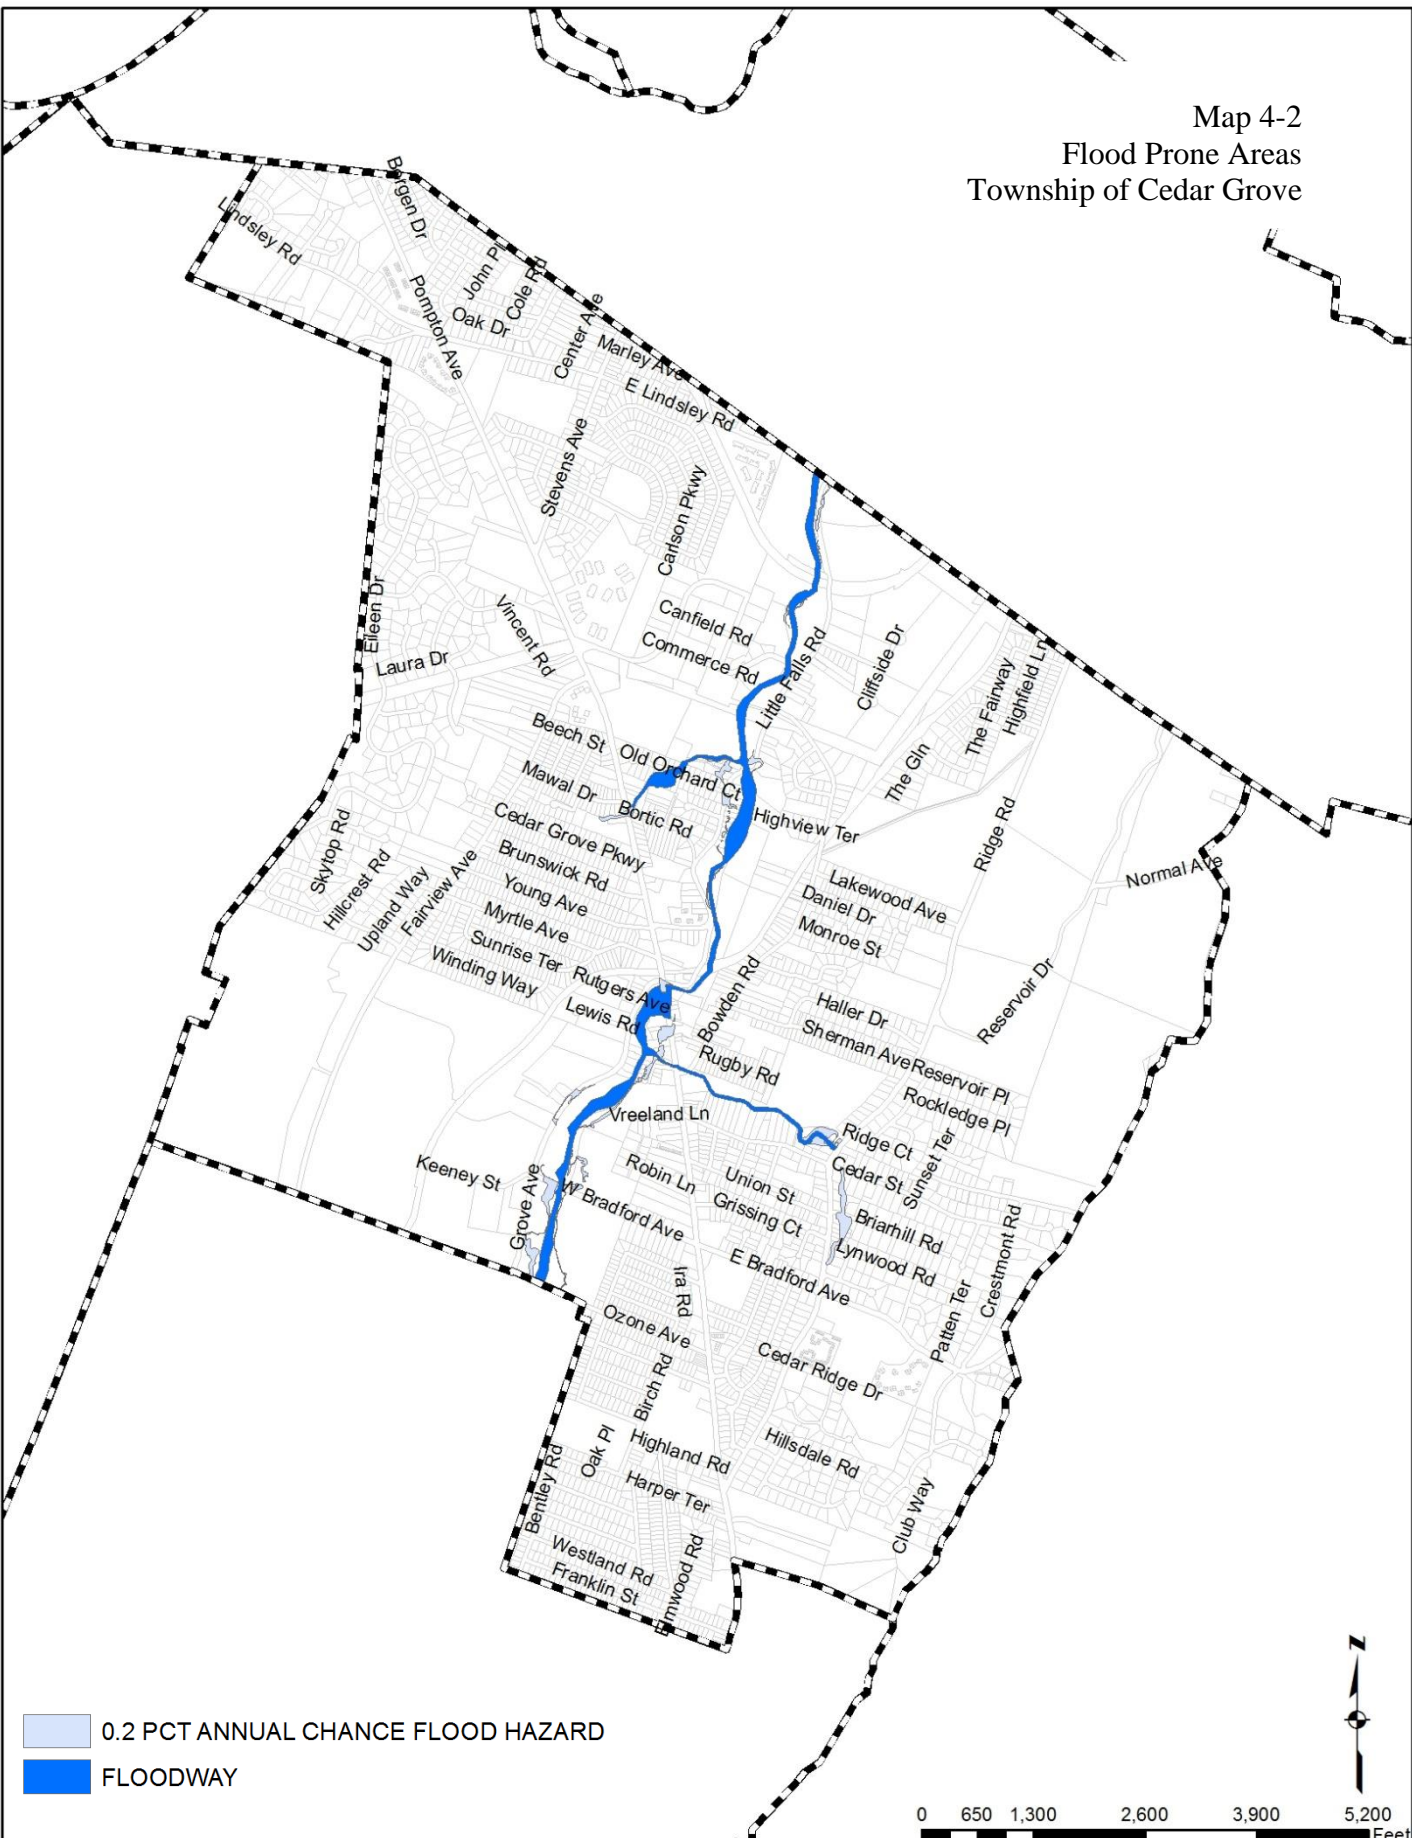 Map 4-2
Flood Prone Areas
Township of Cedar Grove
Bergen Dr
Lindsley Rd
John Pl
Cole Rd
Pompton Ave
Oak Dr
Center Ave
Marley Ave
E Lindsley Rd
Stevens Ave
Carlson Pkwy
Eileen Dr
Vincent Rd
Canfield Rd
Commerce Rd
Little Falls Rd
Cliffside Dr
The Fairway
Highfield Ln
Laura Dr
Beech St
Old Orchard Ct
The Gln
Mawal Dr
Bortic Rd
Highview Ter
Cedar Grove Pkwy
Ridge Rd
Skytop Rd
Hillcrest Rd
Upland Way
Fairview Ave
Brunswick Rd
Young Ave
Myrtle Ave
Sunrise Ter
Winding Way
Rutgers Ave
Lewis Rd
Normal Ave
Lakewood Ave
Daniel Dr
Monroe St
Bowden Rd
Haller Dr
Sherman Ave
Reservoir Dr
Reservoir Pl
Rugby Rd
Rockledge Pl
Vreeland Ln
Ridge Ct
Sunset Ter
Cedar St
Keeney St
Grove Ave
Robin Ln
Union St
Grissing Ct
W Bradford Ave
Briarhill Rd
Lynwood Rd
E Bradford Ave
Crestmont Rd
Ira Rd
Patten Ter
Ozone Ave
Birch Rd
Cedar Ridge Dr
Oak Pl
Highland Rd
Hillsdale Rd
Bentley Rd
Harper Ter
Club Way
Westland Rd
Franklin St
Elmwood Rd
0.2 PCT ANNUAL CHANCE FLOOD HAZARD
FLOODWAY
Z
0 650 1,300 2,600 3,900 5,200
Feet